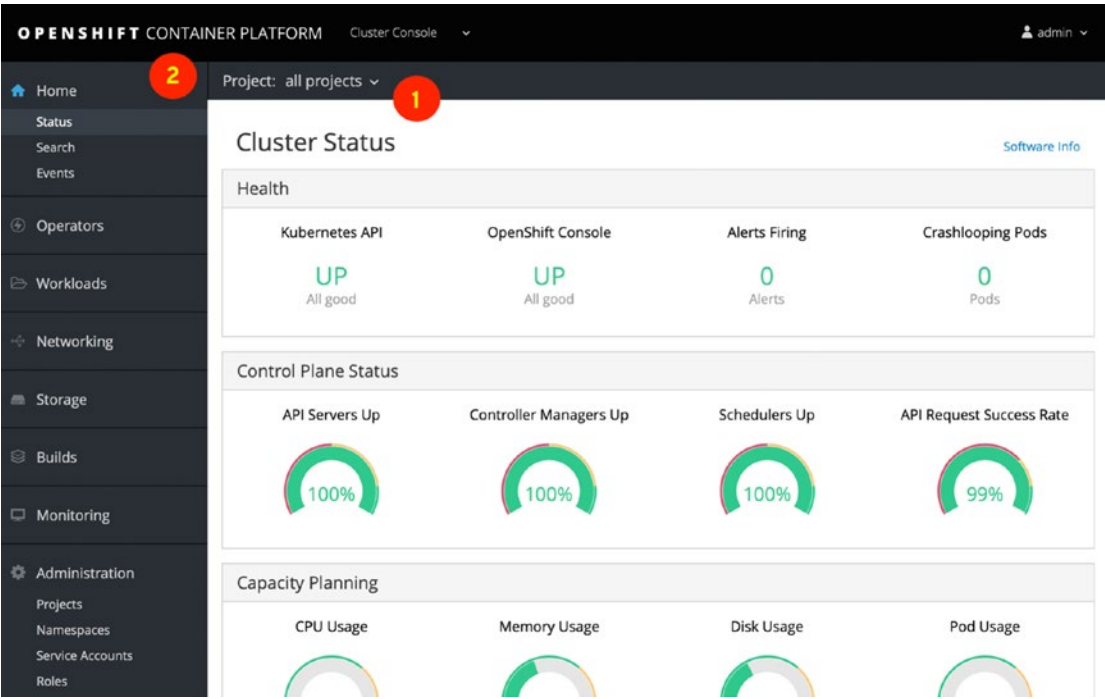 OPENSHIFT CONTAINER PLATFORM Cluster Console admin
2
Project: all projects
1
Home
Status
Search
Events
Operators
Workloads
Networking
Storage
Builds
Monitoring
Administration
Projects
Namespaces
Service Accounts
Roles
Cluster Status
Software Info
Health
Kubernetes API OpenShift Console Alerts Firing Crashlooping Pods
UP UP 0 0
All good All good Alerts Pods
Control Plane Status
API Servers Up Controller Managers Up Schedulers Up API Request Success Rate
100% 100% 100% 99%
Capacity Planning
CPU Usage Memory Usage Disk Usage Pod Usage